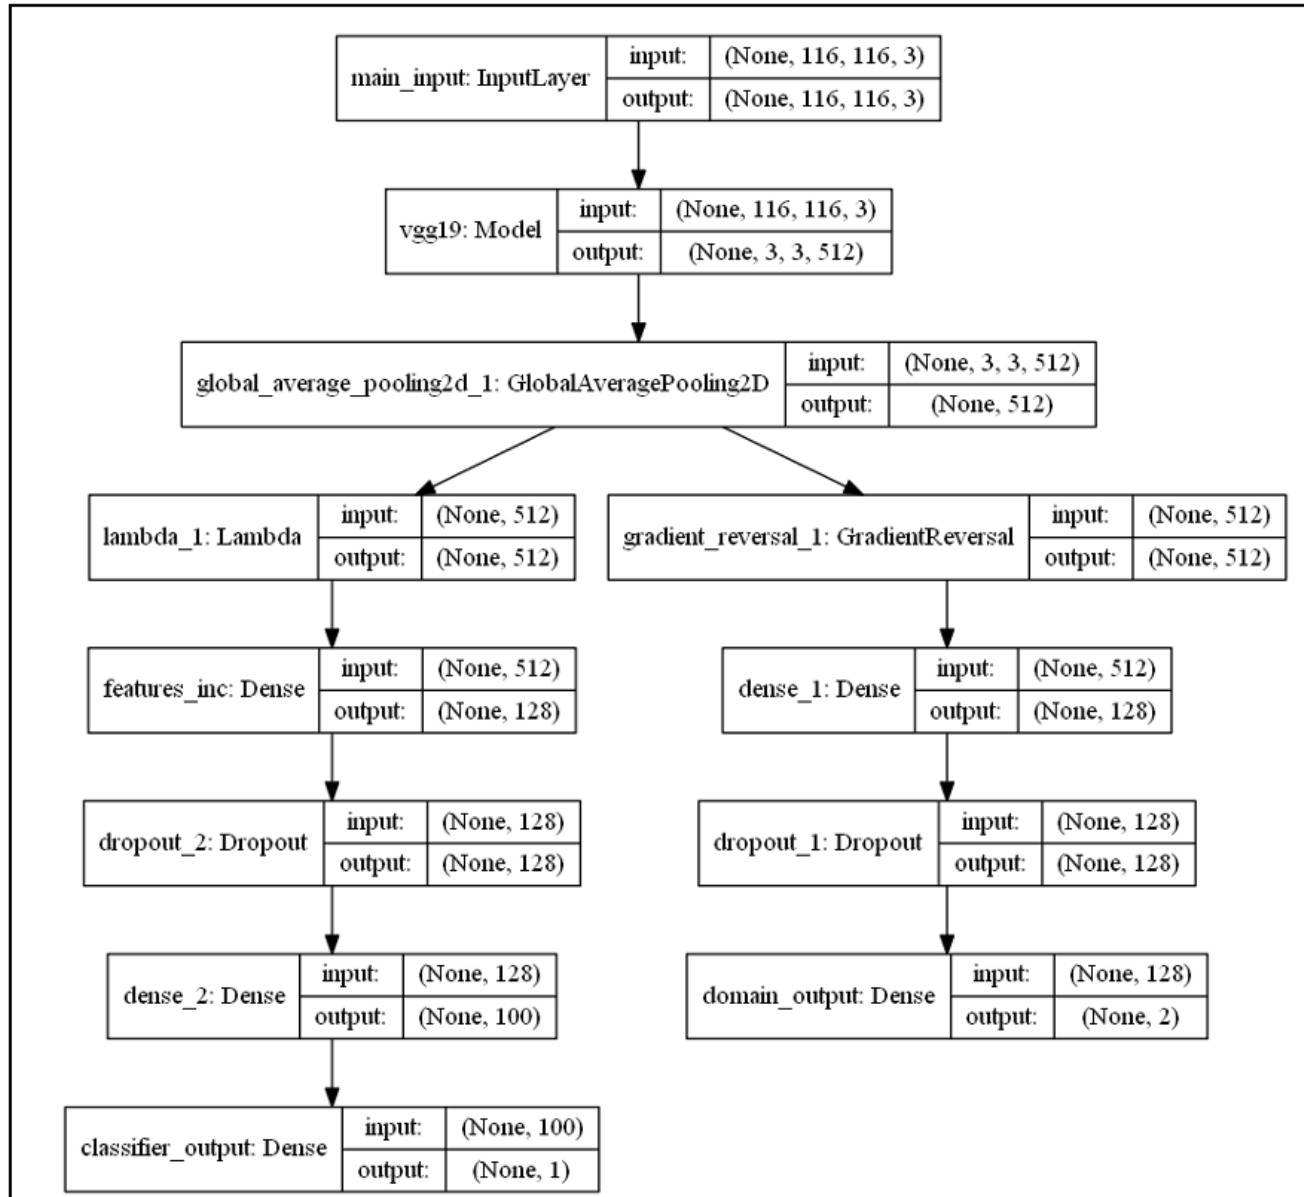 main_input: InputLayer
input: (None, 116, 116, 3)
output: (None, 116, 116, 3)
vgg19: Model
input: (None, 116, 116, 3)
output: (None, 3, 3, 512)
global_average_pooling2d_1: GlobalAveragePooling2D
input: (None, 3, 3, 512)
output: (None, 512)
lambda_1: Lambda
input: (None, 512)
output: (None, 512)
gradient_reversal_1: GradientReversal
input: (None, 512)
output: (None, 512)
features_inc: Dense
input: (None, 512)
output: (None, 128)
dense_1: Dense
input: (None, 512)
output: (None, 128)
dropout_2: Dropout
input: (None, 128)
output: (None, 128)
dropout_1: Dropout
input: (None, 128)
output: (None, 128)
dense_2: Dense
input: (None, 128)
output: (None, 100)
domain_output: Dense
input: (None, 128)
output: (None, 2)
classifier_output: Dense
input: (None, 100)
output: (None, 1)